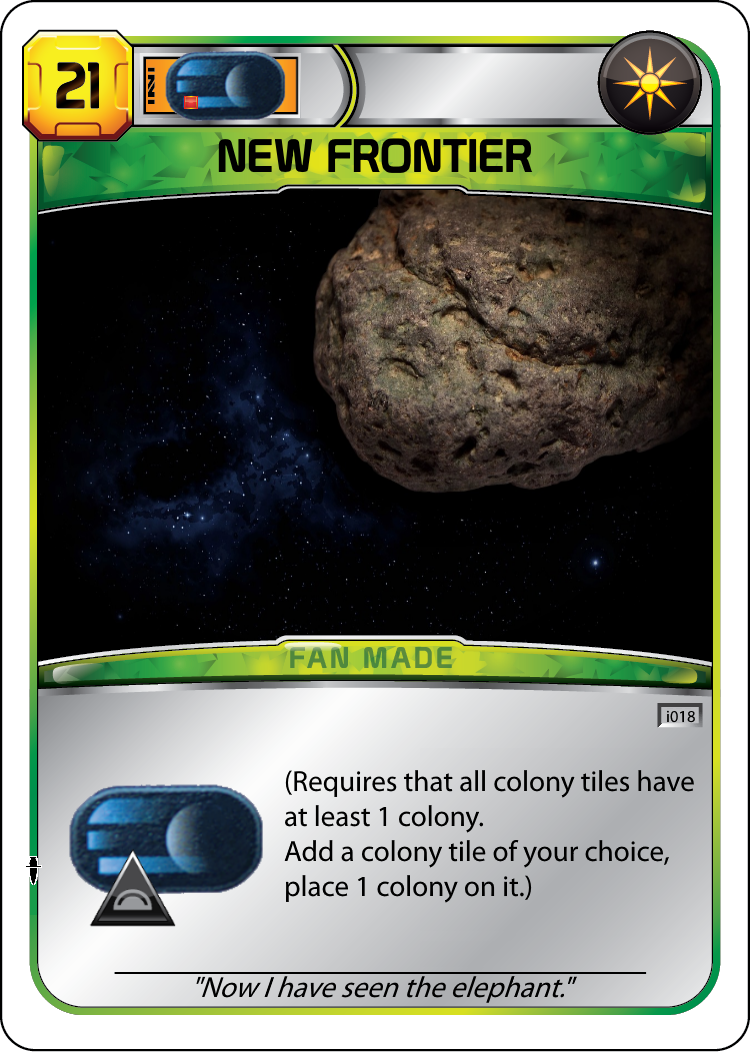 21
NEW FRONTIER
FAN MADE
i018
(Requires that all colony tiles have
at least 1 colony.
Add a colony tile of your choice,
place 1 colony on it.)
"Now I have seen the elephant."